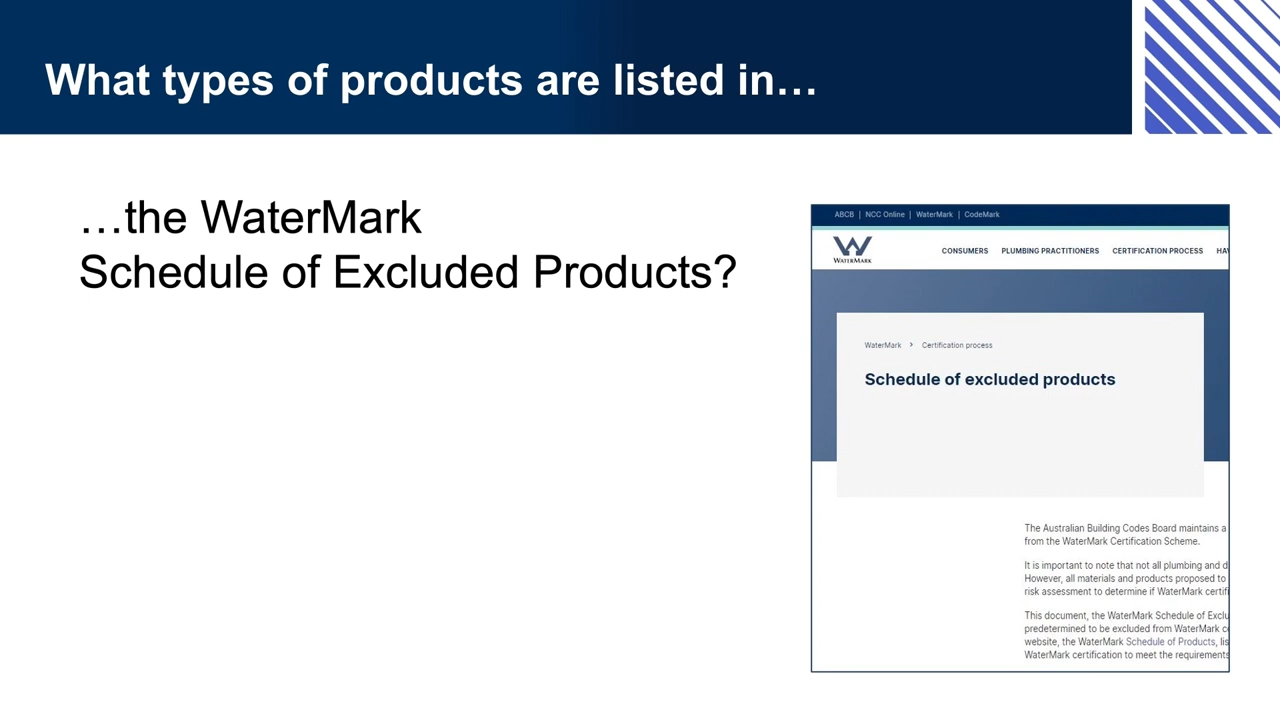 What types of products are listed in…
…the WaterMark
Schedule of Excluded Products?
ABCB | NCC Online | WaterMark | CodeMark
WATERMARK
CONSUMERS PLUMBING PRACTITIONERS CERTIFICATION PROCESS
WaterMark > Certification process
Schedule of excluded products
The Australian Building Codes Board maintains a
from the WaterMark Certification Scheme.
It is important to note that not all plumbing and
However, all materials and products proposed to
risk assessment to determine if WaterMark
This document, the WaterMark Schedule of
predetermined to be excluded from WaterMark
website, the WaterMark Schedule of Products,
WaterMark certification to meet the requirements